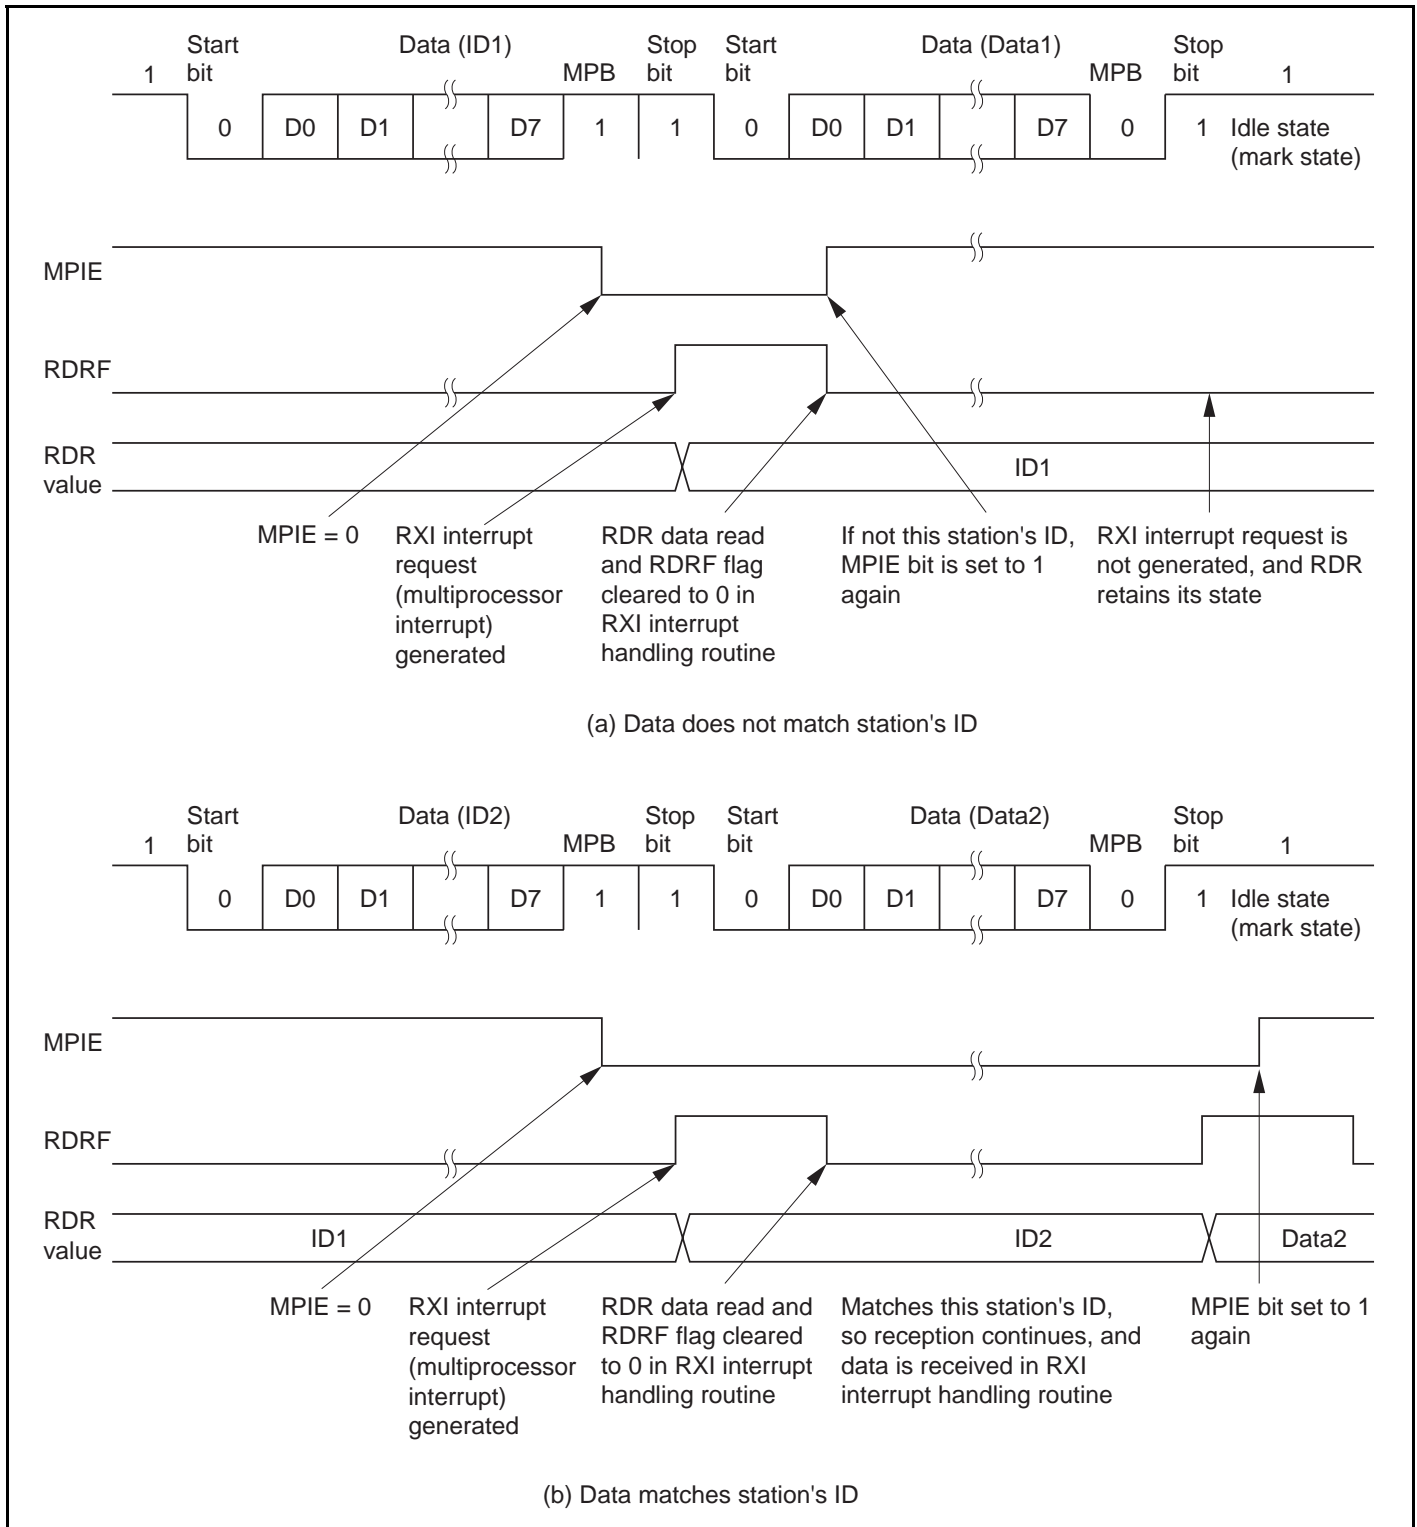 Start Data (ID1) Stop Start Data (Data1) Stop
1 bit MPB bit bit MPB bit 1
0 D0 D1 D7 1 1 0 D0 D1 D7 0 1 Idle state
(mark state)
MPIE
RDRF
RDR
value
ID1
MPIE = 0
RXI interrupt
request
(multiprocessor
interrupt)
generated
RDR data read
and RDRF flag
cleared to 0 in
RXI interrupt
handling routine
If not this station's ID,
MPIE bit is set to 1
again
RXI interrupt request is
not generated, and RDR
retains its state
(a) Data does not match station's ID
Start Data (ID2) Stop Start Data (Data2) Stop
1 bit MPB bit bit MPB bit 1
0 D0 D1 D7 1 1 0 D0 D1 D7 0 1 Idle state
(mark state)
MPIE
RDRF
RDR
value
ID1 ID2 Data2
MPIE = 0
RXI interrupt
request
(multiprocessor
interrupt)
generated
RDR data read and
RDRF flag cleared
to 0 in RXI interrupt
handling routine
Matches this station's ID,
so reception continues, and
data is received in RXI
interrupt handling routine
MPIE bit set to 1
again
(b) Data matches station's ID